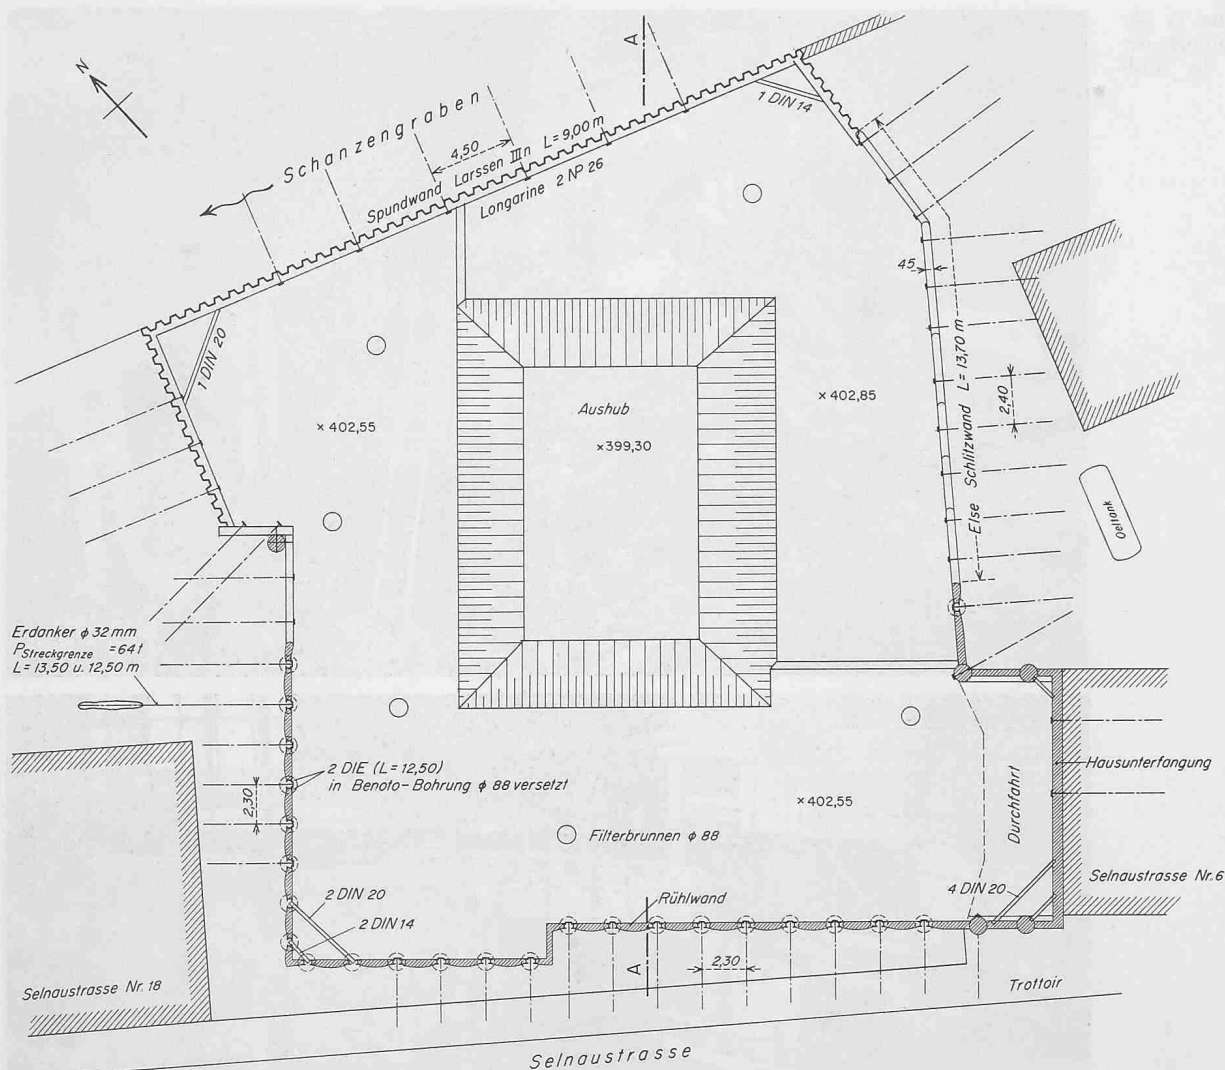 N
A
1 DIN 14
Schanzengraben
4,50
Spundwand Larssen IIIn L=9,00m
Longarine 2 NP 26
45
1 DIN 20
Else Schlitzwand L=13,70 m
2,40
×402,55
Aushub
×399,30
×402,85
Oeltank
Erdanker ϕ 32 mm
PStreckgrenze =64t
L=13,50 u. 12,50 m
2 DIE (L=12,50)
in Benoto-Bohrung ϕ 88 versetzt
2,30
×402,55
Durchfahrt
Hausunterfangung
Filterbrunnen ϕ 88
2 DIN 20
2 DIN 14
Rühlwand
4 DIN 20
Selnaustrasse Nr.6
A
2,30
Selnaustrasse Nr. 18
Trottoir
Selnaustrasse